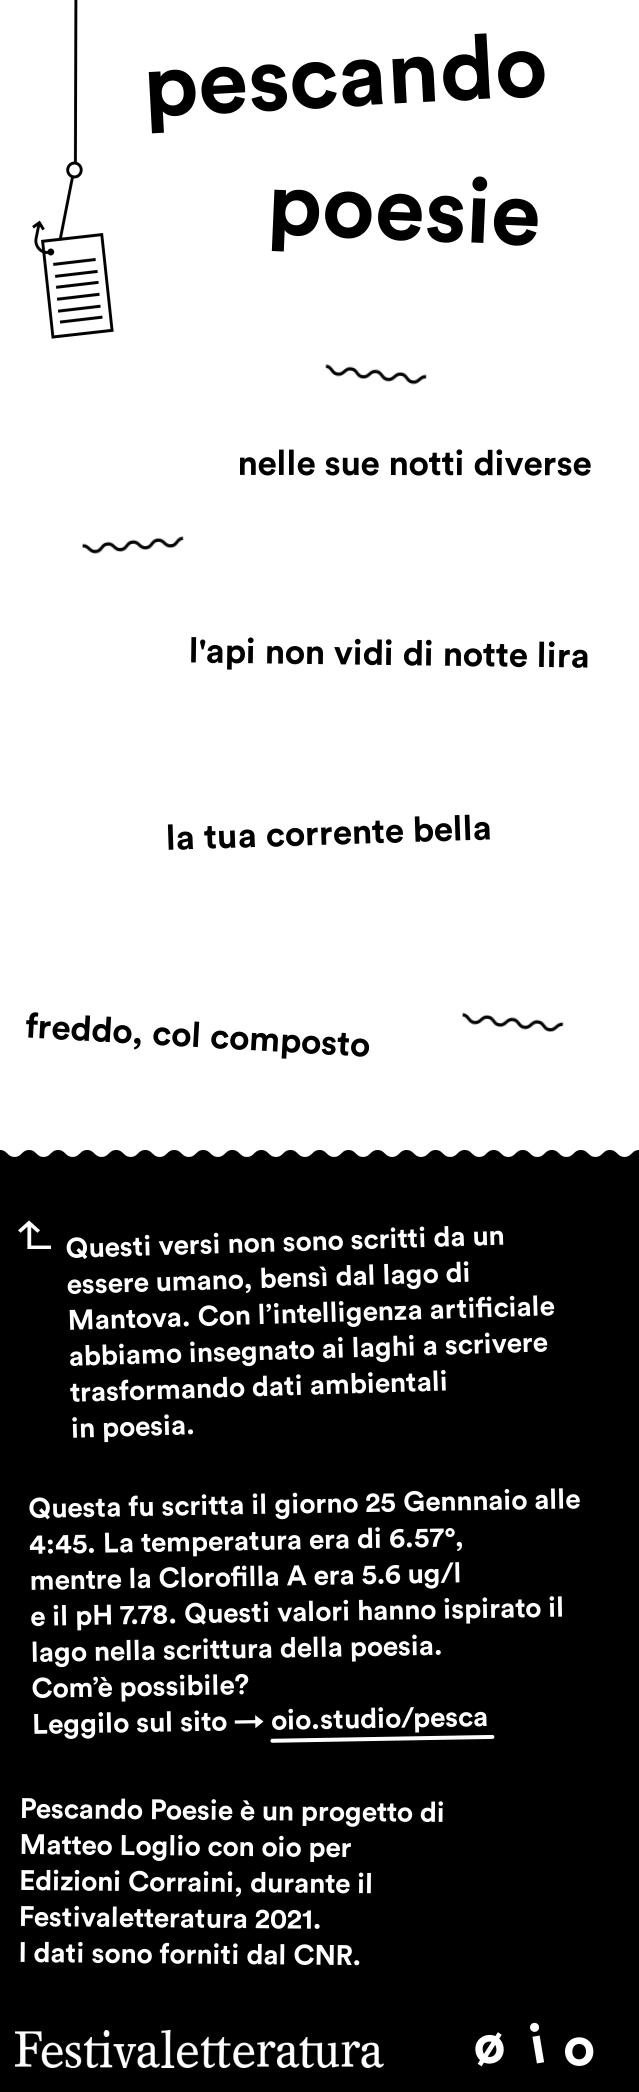 pescando
poesie
nelle sue notti diverse
l'api non vidi di notte lira
la tua corrente bella
freddo, col composto
Questi versi non sono scritti da un
essere umano, bensì dal lago di
Mantova. Con l’intelligenza artificiale
abbiamo insegnato ai laghi a scrivere
trasformando dati ambientali
in poesia.
Questa fu scritta il giorno 25 Gennnaio alle
4:45. La temperatura era di 6.57°,
mentre la Clorofilla A era 5.6 ug/l
e il pH 7.78. Questi valori hanno ispirato il
lago nella scrittura della poesia.
Com’è possibile?
Leggilo sul sito → oio.studio/pesca
Pescando Poesie è un progetto di
Matteo Loglio con oio per
Edizioni Corraini, durante il
Festivaletteratura 2021.
I dati sono forniti dal CNR.
Festivaletteratura ø i o